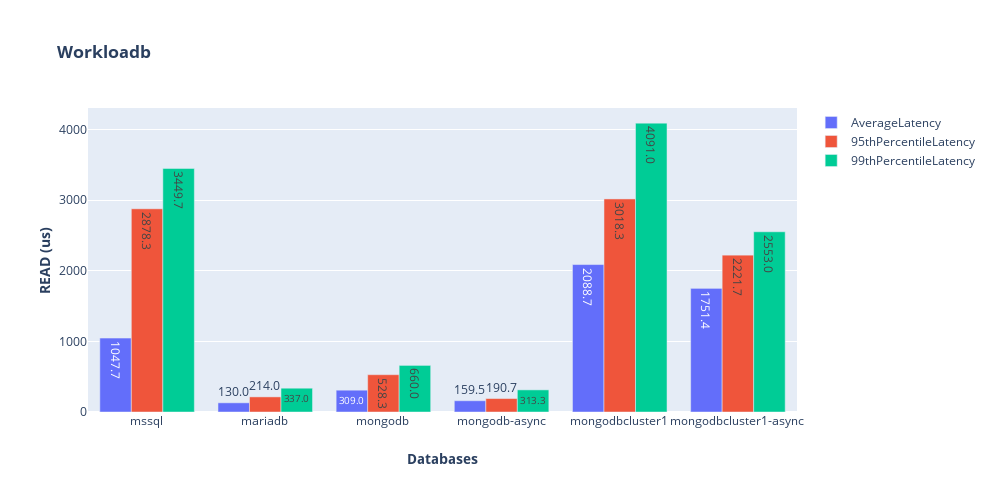 Workloadb
AverageLatency
95thPercentileLatency
99thPercentileLatency
READ (us)
4000
3000
2000
1000
0
1047.7
2878.3
3449.7
130.0
214.0
337.0
309.0
528.3
660.0
159.5
190.7
313.3
2088.7
3018.3
4091.0
1751.4
2221.7
2553.0
mssql
mariadb
mongodb
mongodb-async
mongodbcluster1
mongodbcluster1-async
Databases